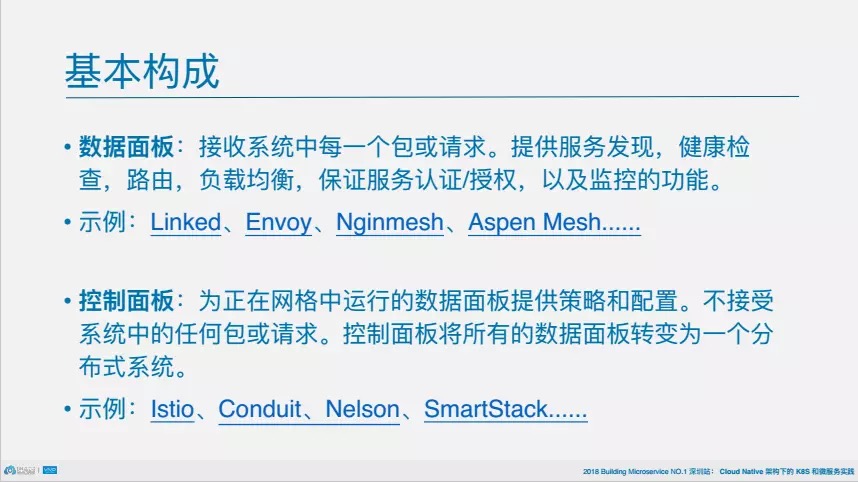 基本构成
• 数据面板：接收系统中每一个包或请求。提供服务发现，健康检
查，路由，负载均衡，保证服务认证/授权，以及监控的功能。
• 示例：Linked、Envoy、Nginmesh、Aspen Mesh......
• 控制面板：为正在网格中运行的数据面板提供策略和配置。不接受
系统中的任何包或请求。控制面板将所有的数据面板转变为一个分
布式系统。
• 示例：Istio、Conduit、Nelson、SmartStack......
2018 Building Microservice NO.1 深圳站： Cloud Native 架构下的 K8S 和微服务实践